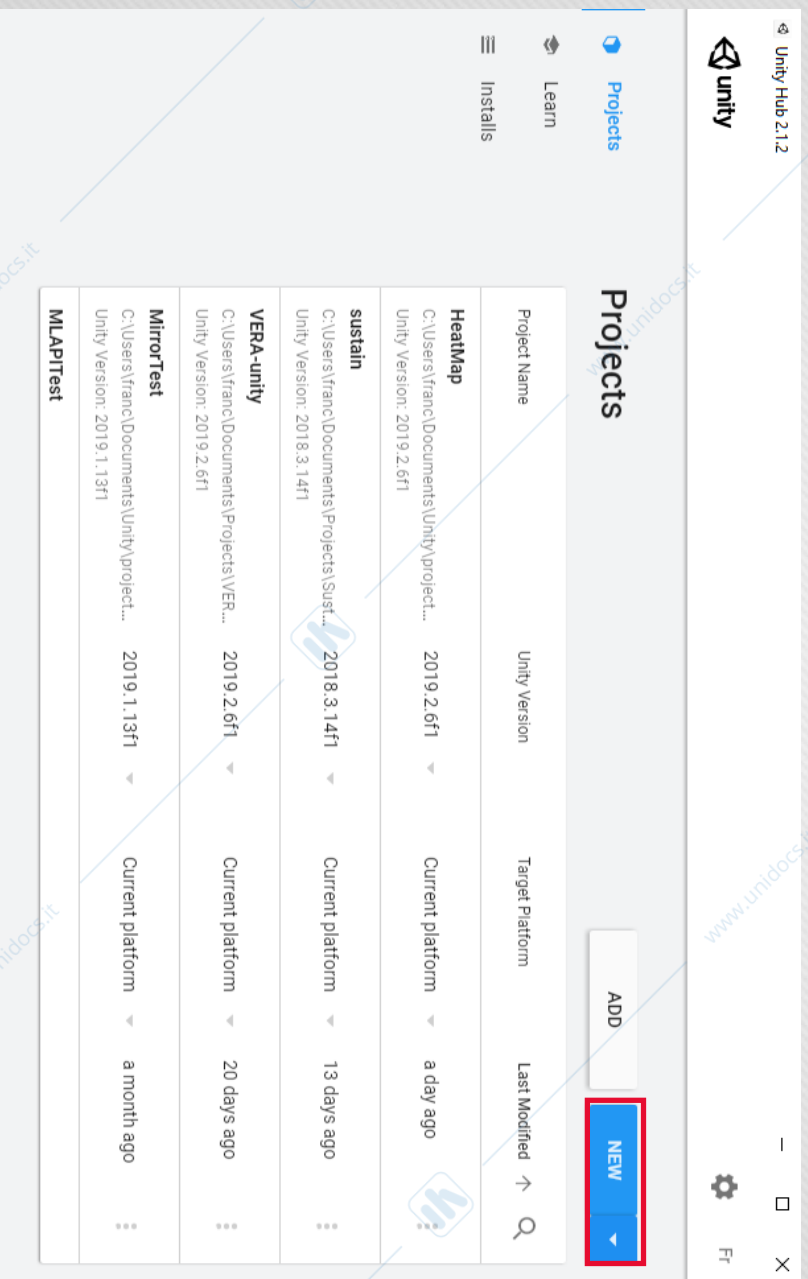 Unity Hub 2.1.2
unity
Fr
Projects
Learn
Installs
Projects
ADD
NEW
Project Name Unity Version Target Platform Last Modified
HeatMap
C:\Users\franc\Documents\Unity\project... 2019.2.6f1 Current platform a day ago
Unity Version: 2019.2.6f1
sustain
C:\Users\franc\Documents\Projects\Sust... 2018.3.14f1 Current platform 13 days ago
Unity Version: 2018.3.14f1
VERA-unity
C:\Users\franc\Documents\Projects\VER... 2019.2.6f1 Current platform 20 days ago
Unity Version: 2019.2.6f1
MirrorTest
C:\Users\franc\Documents\Unity\project... 2019.1.13f1 Current platform a month ago
Unity Version: 2019.1.13f1
MLAPITest
www.unidocs.it
www.unidocs.it